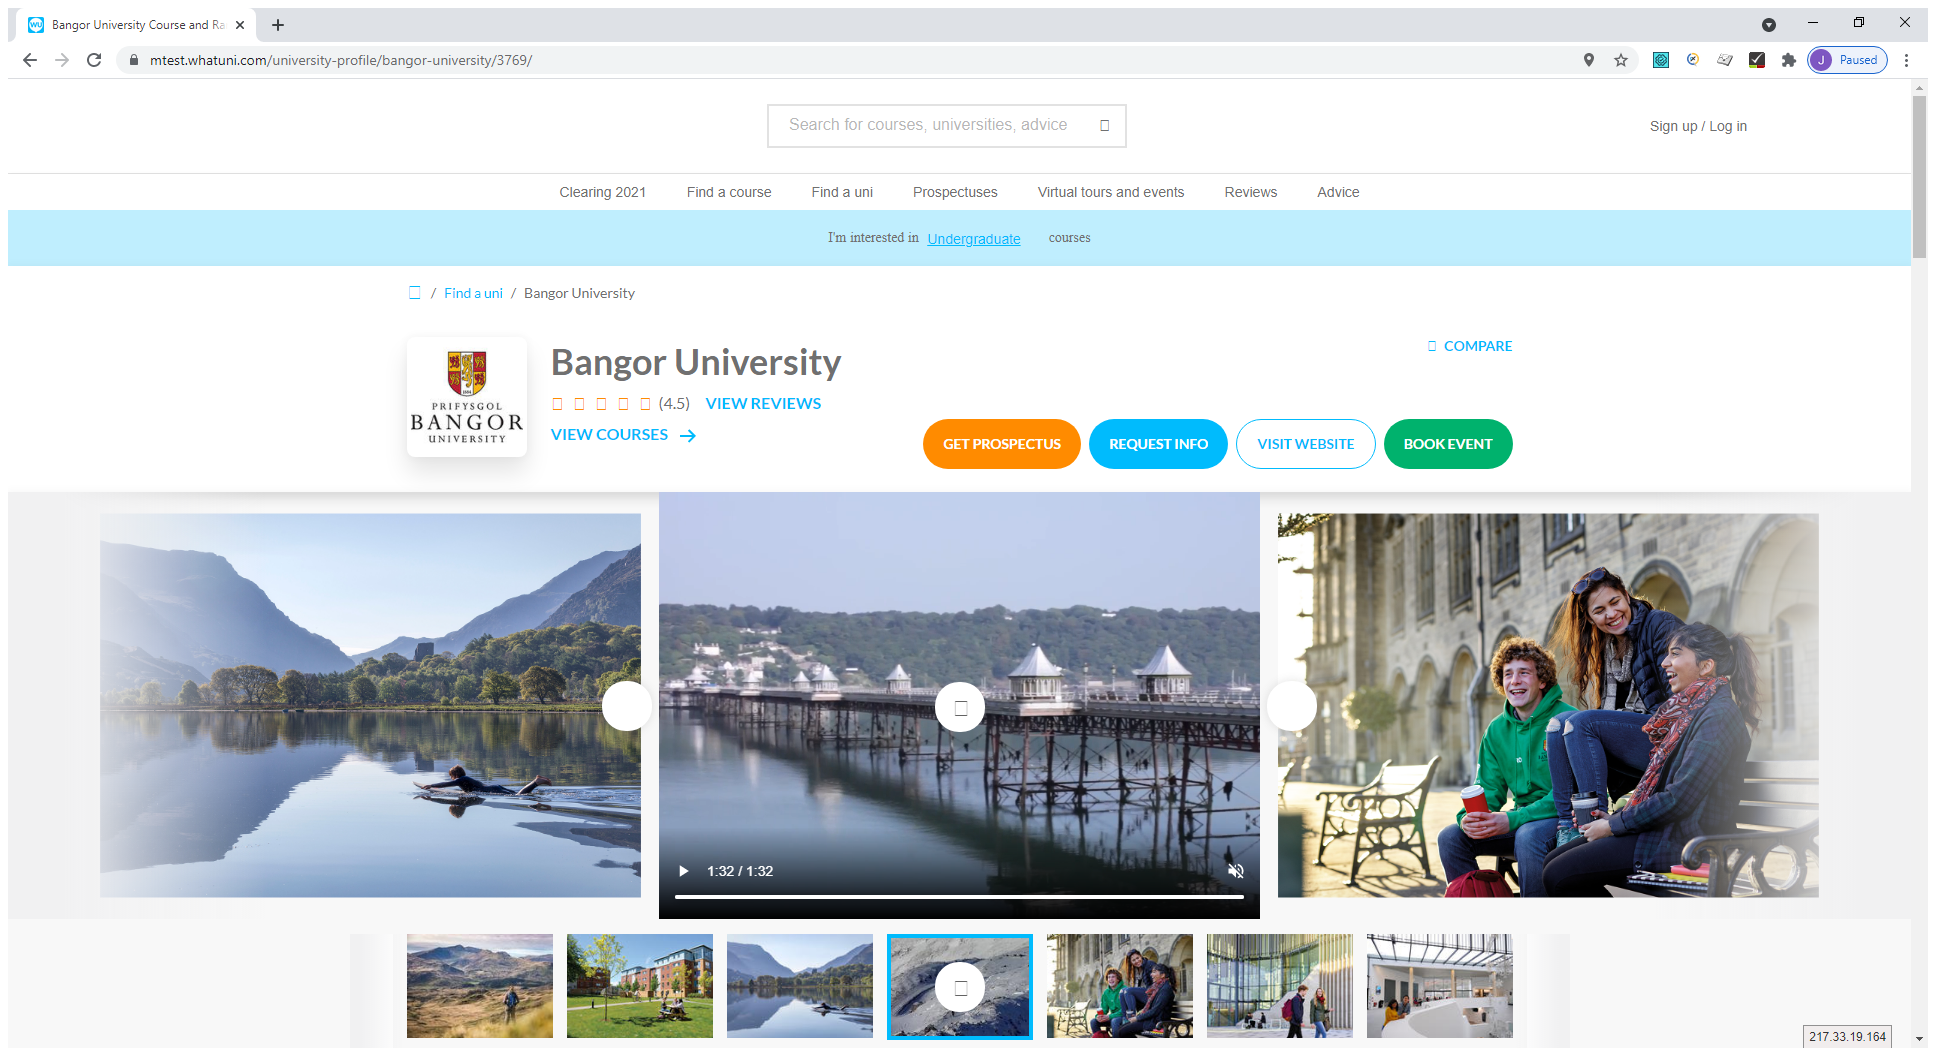 Bangor University Course and Ra
mtest.whatuni.com/university-profile/bangor-university/3769/
J Paused
Search for courses, universities, advice
Sign up / Log in
Clearing 2021 Find a course Find a uni Prospectuses Virtual tours and events Reviews Advice
I'm interested in Undergraduate courses
/ Find a uni / Bangor University
PRIFYSGOL
BANGOR
UNIVERSITY
Bangor University
COMPARE
(4.5) VIEW REVIEWS
VIEW COURSES
GET PROSPECTUS REQUEST INFO VISIT WEBSITE BOOK EVENT
1:32 / 1:32
217.33.19.164